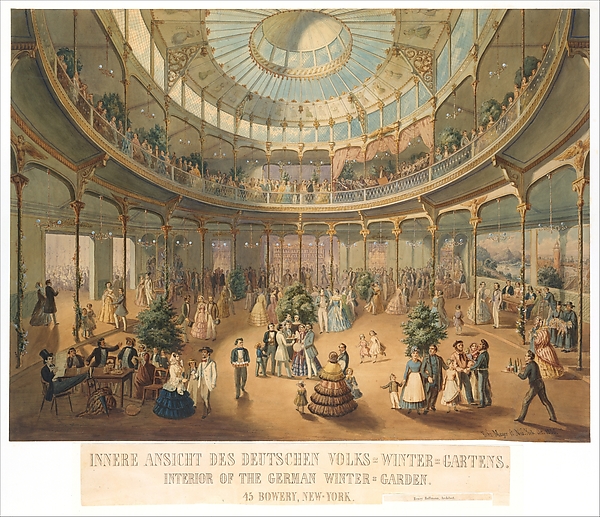 INNERE ANSICHT DES DEUTSCHEN VOLKS=WINTER=GARTENS.
INTERIOR OF THE GERMAN WINTER=GARDEN.
45 BOWERY, NEW-YORK.